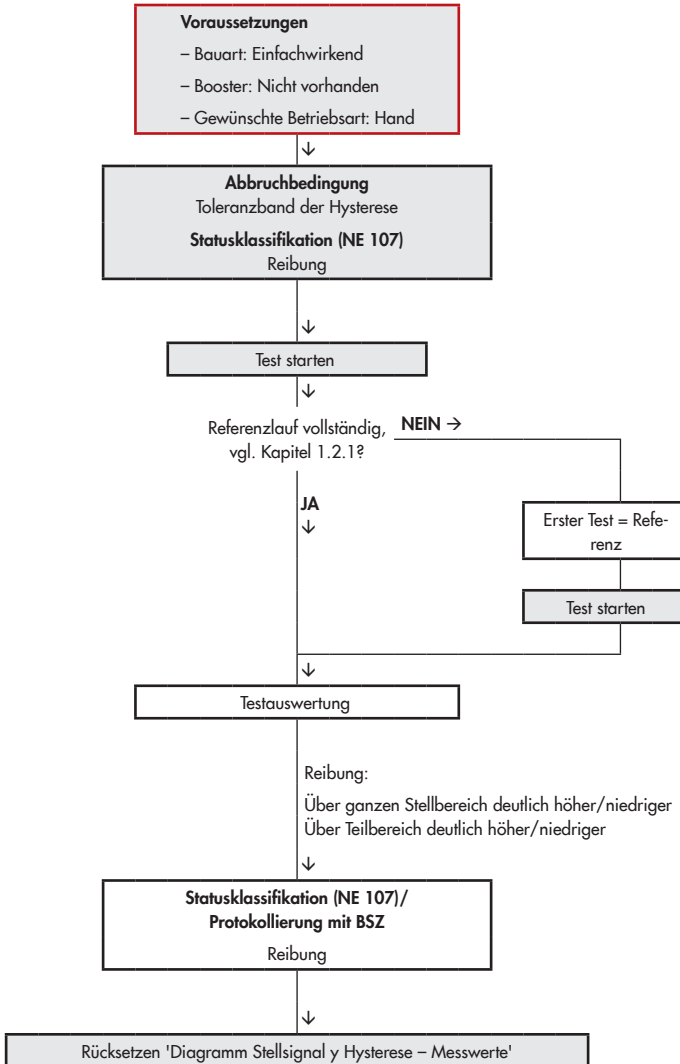 Voraussetzungen
– Bauart: Einfachwirkend
– Booster: Nicht vorhanden
– Gewünschte Betriebsart: Hand
Abbruchbedingung
Toleranzband der Hysterese
Statusklassifikation (NE 107)
Reibung
Test starten
Referenzlauf vollständig,
vgl. Kapitel 1.2.1?
NEIN →
JA
Erster Test = Refe-
renz
Test starten
Testauswertung
Reibung:
Über ganzen Stellbereich deutlich höher/niedriger
Über Teilbereich deutlich höher/niedriger
Statusklassifikation (NE 107)/
Protokollierung mit BSZ
Reibung
Rücksetzen 'Diagramm Stellsignal y Hysterese – Messwerte'